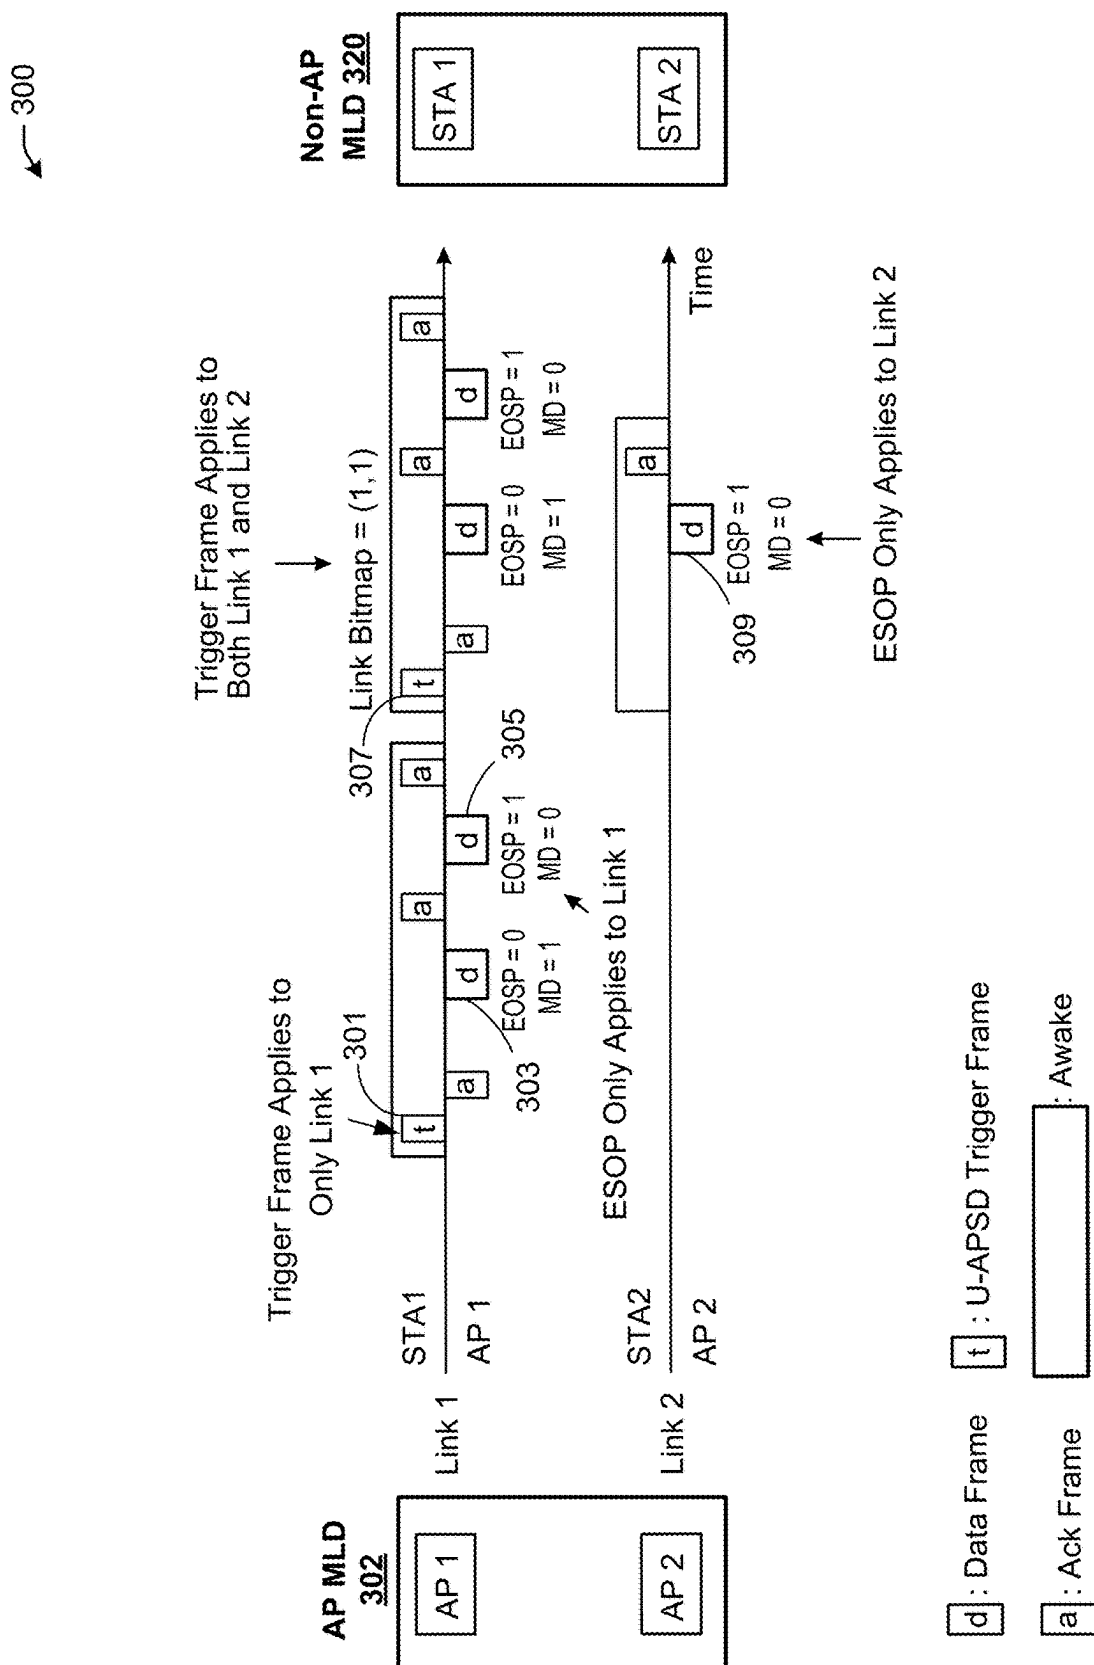 300
AP MLD
302
AP 1
AP 2
Non-AP
MLD 320
STA 1
STA 2
Link 1
STA1
AP 1
Trigger Frame Applies to
Only Link 1
301
t
a
303
d
EOSP = 0
MD = 1
a
d
305
EOSP = 1
MD = 0
a
ESOP Only Applies to Link 1
Trigger Frame Applies to
Both Link 1 and Link 2
Link Bitmap = (1,1)
307
t
a
d
EOSP = 0
MD = 1
a
d
EOSP = 1
MD = 0
a
Link 2
STA2
AP 2
309
d
EOSP = 1
MD = 0
a
Time
ESOP Only Applies to Link 2
d : Data Frame
t : U-APSD Trigger Frame
a : Ack Frame
: Awake